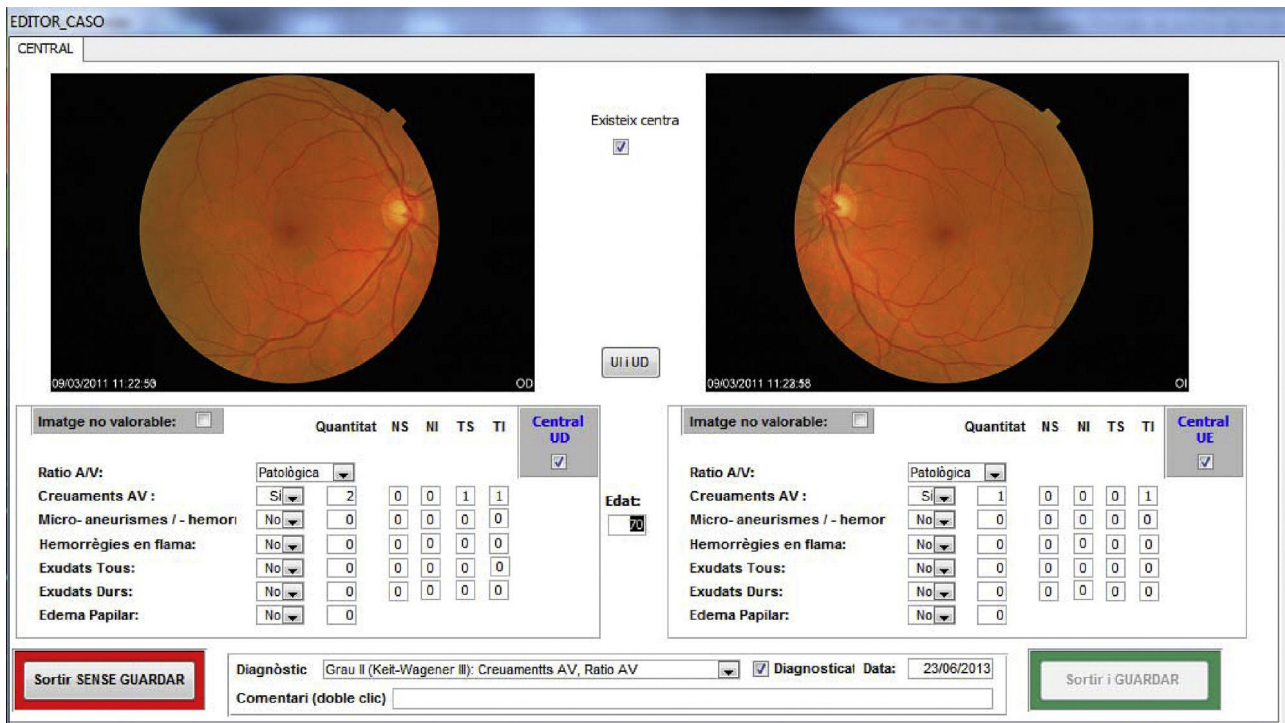 EDITOR_CASO
CENTRAL
Existeix centra
UI i UD
09/03/2011 11:22:50 OD
09/03/2011 11:23:58 OI
Imatge no valorable: Quantitat NS NI TS TI Central UD
Ratio A/V: Patològica
Creuaments AV : Sí 2 0 0 1 1
Micro- aneurismes / - hemorr No 0 0 0 0 0
Hemorrègies en flama: No 0 0 0 0 0
Exudats Tous: No 0 0 0 0 0
Exudats Durs: No 0 0 0 0 0
Edema Papilar: No 0
Edat:
70
Imatge no valorable: Quantitat NS NI TS TI Central UE
Ratio A/V: Patològica
Creuaments AV : Sí 1 0 0 0 1
Micro- aneurismes / - hemor No 0 0 0 0 0
Hemorrègies en flama: No 0 0 0 0 0
Exudats Tous: No 0 0 0 0 0
Exudats Durs: No 0 0 0 0 0
Edema Papilar: No 0
Sortir SENSE GUARDAR
Diagnòstic Grau II (Keit-Wagener III): Creuamentts AV, Ratio AV Diagnosticat Data: 23/06/2013
Comentari (doble clic)
Sortir i GUARDAR